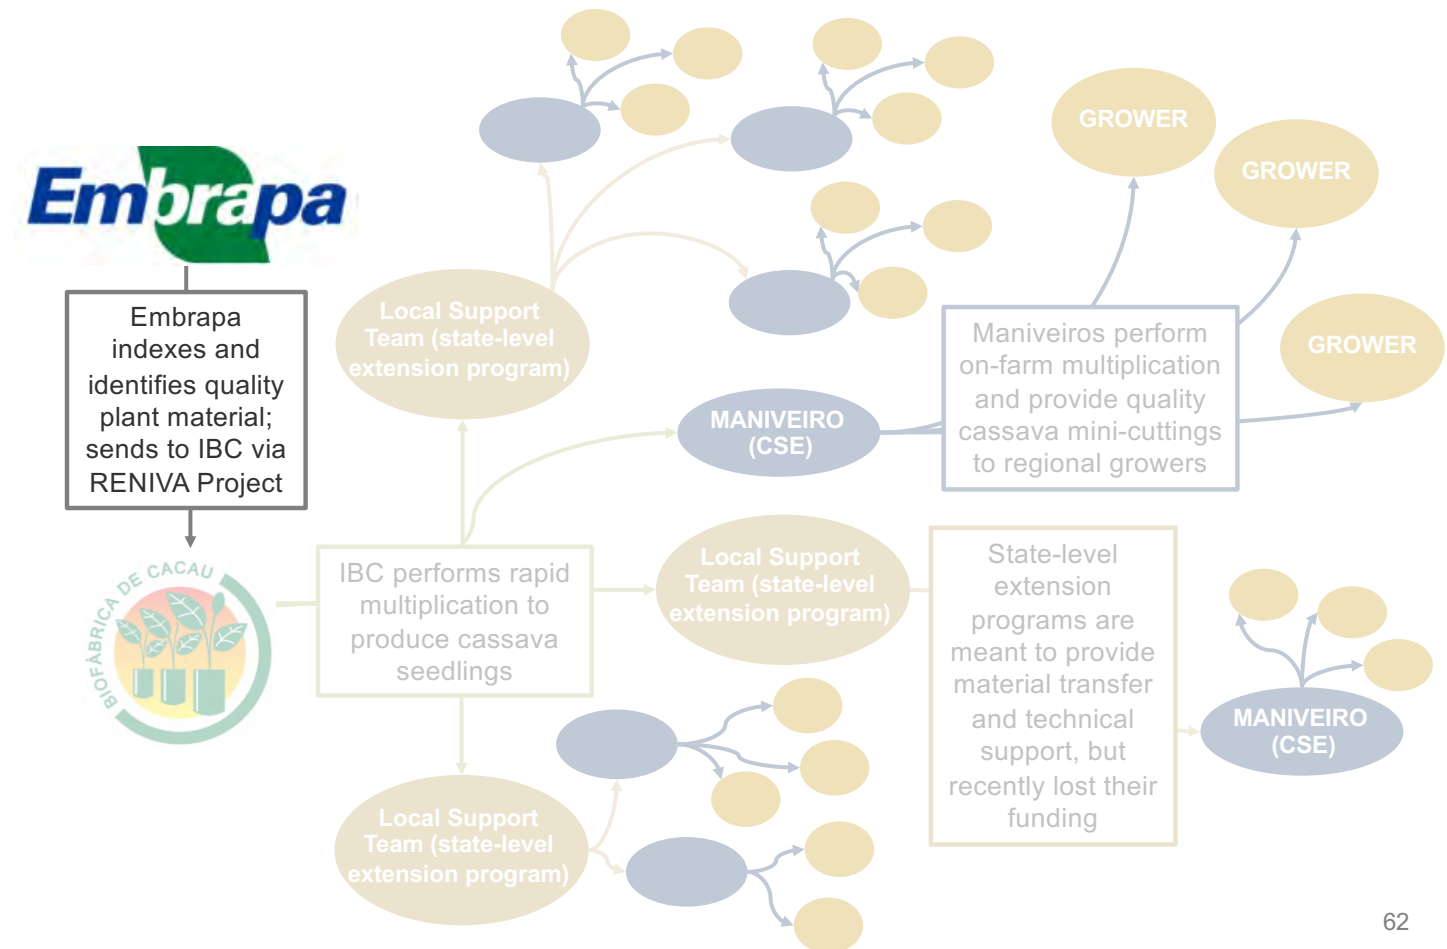 Embrapa
Embrapa
indexes and
identifies quality
plant material;
sends to IBC via
RENIVA Project
BIOFÁBRICA DE CACAU
IBC performs rapid
multiplication to
produce cassava
seedlings
Local Support
Team (state-level
extension program)
MANIVEIRO
(CSE)
Maniveiros perform
on-farm multiplication
and provide quality
cassava mini-cuttings
to regional growers
GROWER
GROWER
GROWER
Local Support
Team (state-level
extension program)
State-level
extension
programs are
meant to provide
material transfer
and technical
support, but
recently lost their
funding
MANIVEIRO
(CSE)
Local Support
Team (state-level
extension program)
62